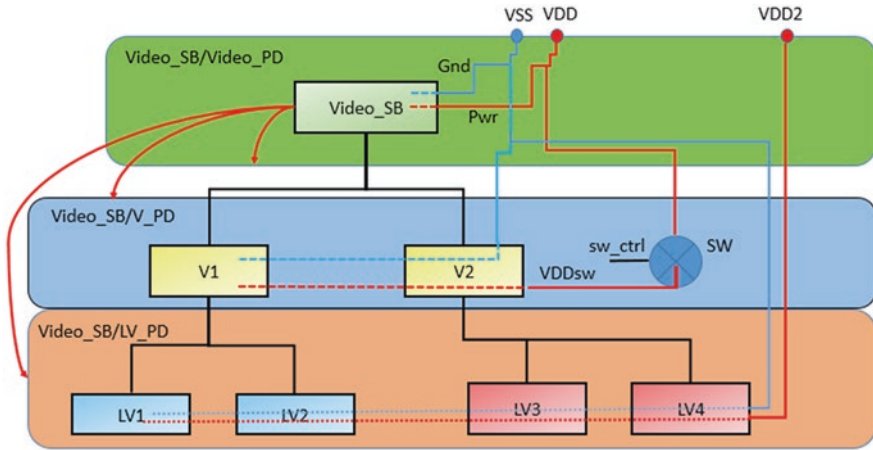 VSS VDD VDD2
Video_SB/Video_PD
Gnd
Video_SB
Pwr
Video_SB/V_PD
sw_ctrl SW
V1 V2
VDDsw
Video_SB/LV_PD
LV1 LV2 LV3 LV4